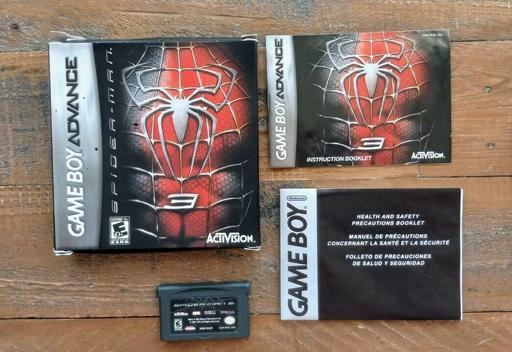 GAME BOY ADVANCE
SPIDER-MAN
3
E
ESRB
ACTIVISION
GAME BOY ADVANCE
3
INSTRUCTION BOOKLET
ACTIVISION
Nintendo
GAME BOY
HEALTH AND SAFETY
PRECAUTIONS BOOKLET
MANUEL DE PRÉCAUTIONS
CONCERNANT LA SANTÉ ET LA SÉCURITÉ
FOLLETO DE PRECAUCIONES
DE SALUD Y SEGURIDAD
SPIDER-MAN 3
E